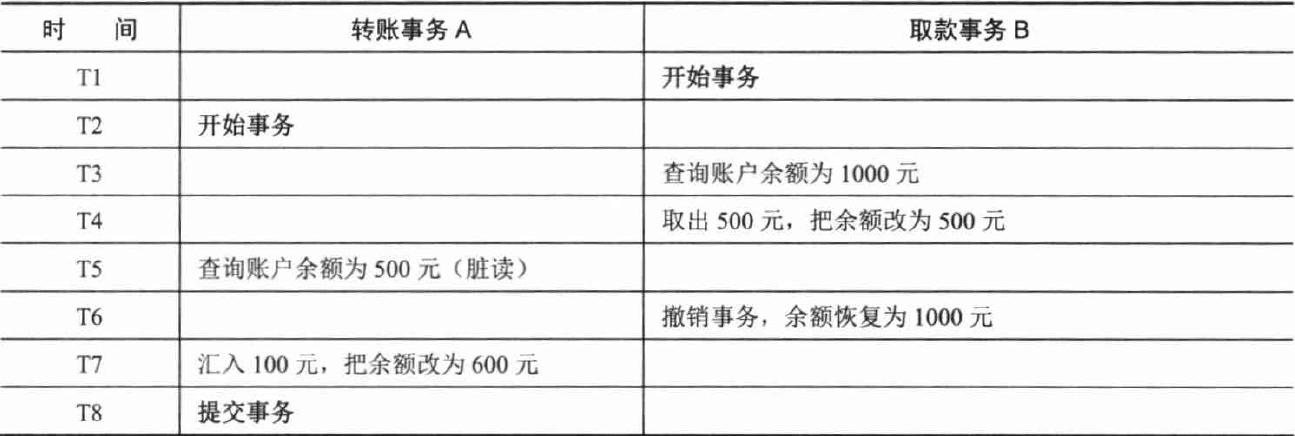 时 间 转账事务 A 取款事务 B
T1 开始事务
T2 开始事务
T3 查询账户余额为 1000 元
T4 取出 500 元，把余额改为 500 元
T5 查询账户余额为 500 元（脏读）
T6 撤销事务，余额恢复为 1000 元
T7 汇入 100 元，把余额改为 600 元
T8 提交事务